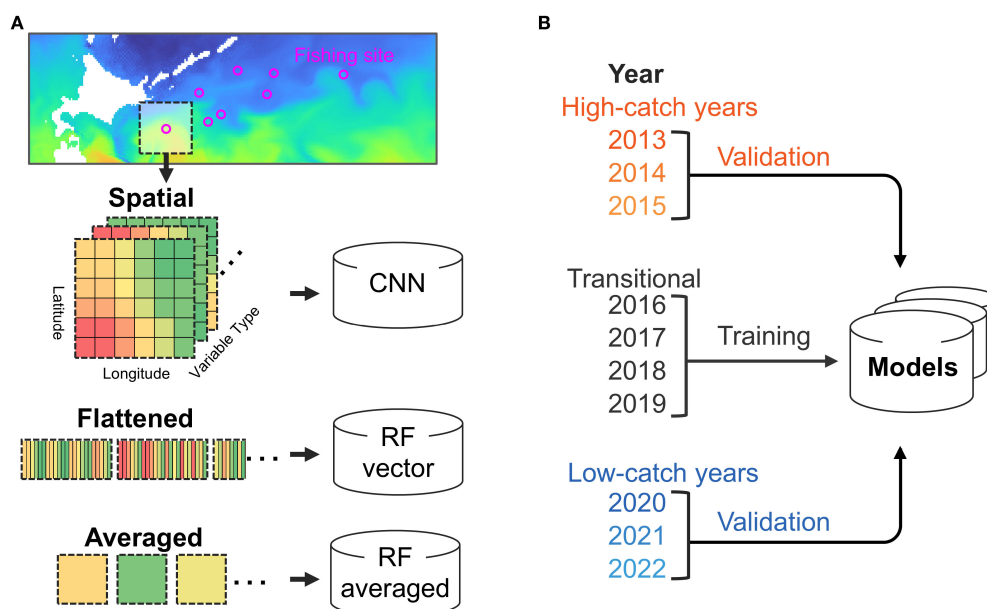 A
Fishing site
Spatial
Latitude
Longitude
Variable Type
CNN
Flattened
RF
vector
Averaged
RF
averaged
B
Year
High-catch years
2013
2014
2015
Validation
Transitional
2016
2017
2018
2019
Training
Models
Low-catch years
2020
2021
2022
Validation